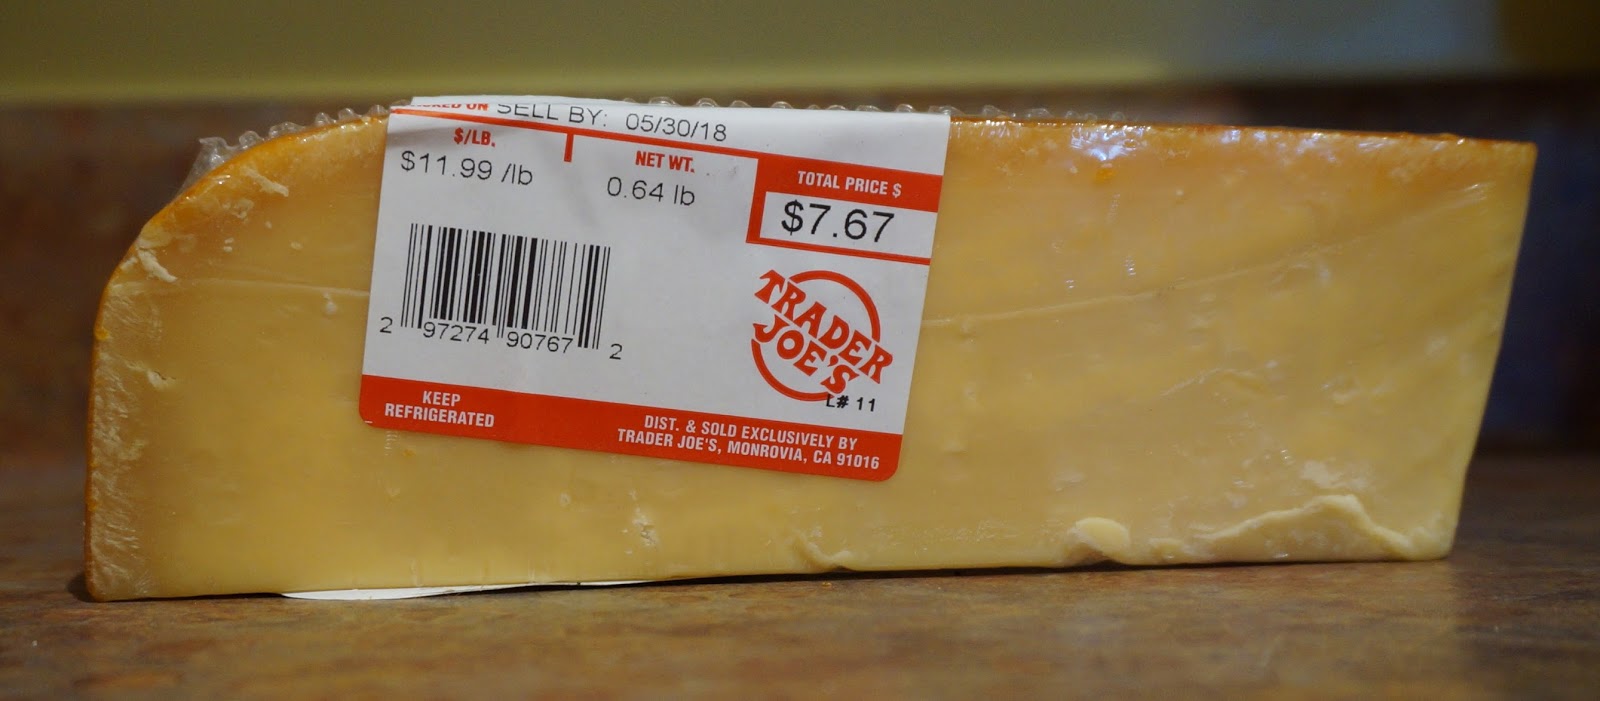 ON SELL BY: 05/30/18
$/LB.
NET WT.
TOTAL PRICE $
$11.99 /lb
0.64 lb
$7.67
2 97274 90767 2
TRADER
JOE'S
L# 11
KEEP
REFRIGERATED
DIST. & SOLD EXCLUSIVELY BY
TRADER JOE'S, MONROVIA, CA 91016